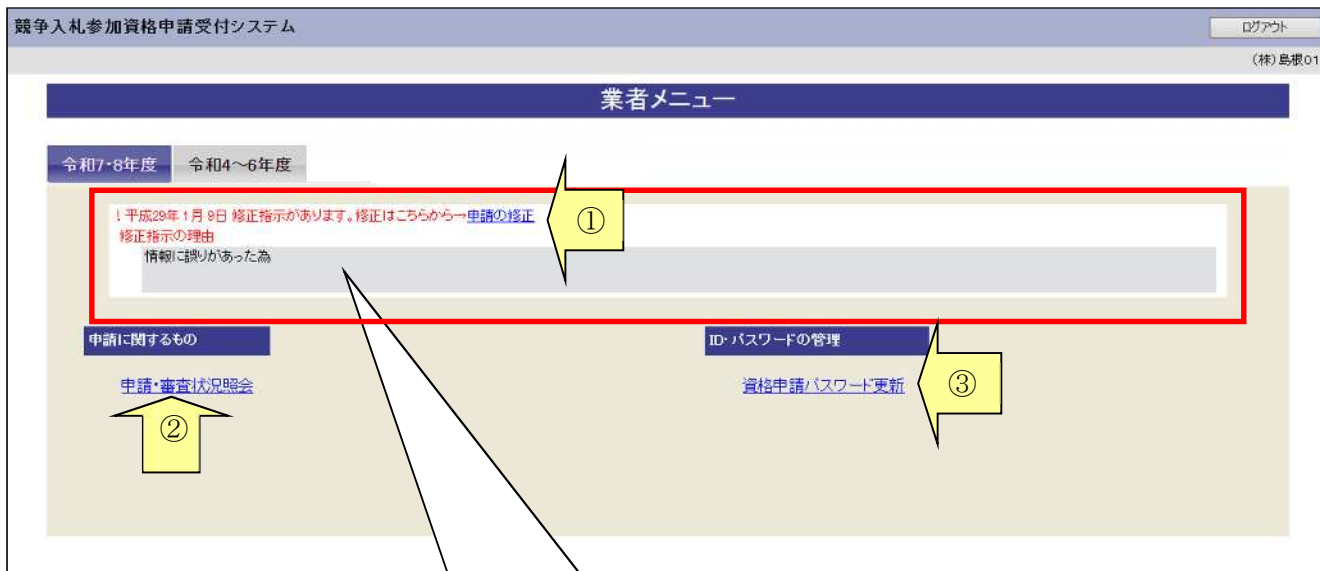 競争入札参加資格申請受付システム
ログアウト
(株)島根01
業者メニュー
令和7・8年度 令和4～6年度
！平成29年1月9日 修正指示があります。修正はこちらから→申請の修正
①
修正指示の理由
情報に誤りがあった為
申請に関するもの
ID・パスワードの管理
申請・審査状況照会
資格申請パスワード更新
③
②